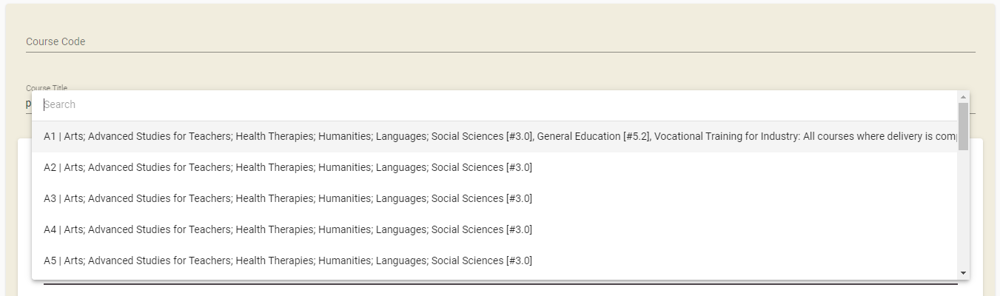 Course Code
Course Title
p
Search
A1 | Arts; Advanced Studies for Teachers; Health Therapies; Humanities; Languages; Social Sciences [#3.0], General Education [#5.2], Vocational Training for Industry: All courses where delivery is
A2 | Arts; Advanced Studies for Teachers; Health Therapies; Humanities; Languages; Social Sciences [#3.0]
A3 | Arts; Advanced Studies for Teachers; Health Therapies; Humanities; Languages; Social Sciences [#3.0]
A4 | Arts; Advanced Studies for Teachers; Health Therapies; Humanities; Languages; Social Sciences [#3.0]
A5 | Arts; Advanced Studies for Teachers; Health Therapies; Humanities; Languages; Social Sciences [#3.0]